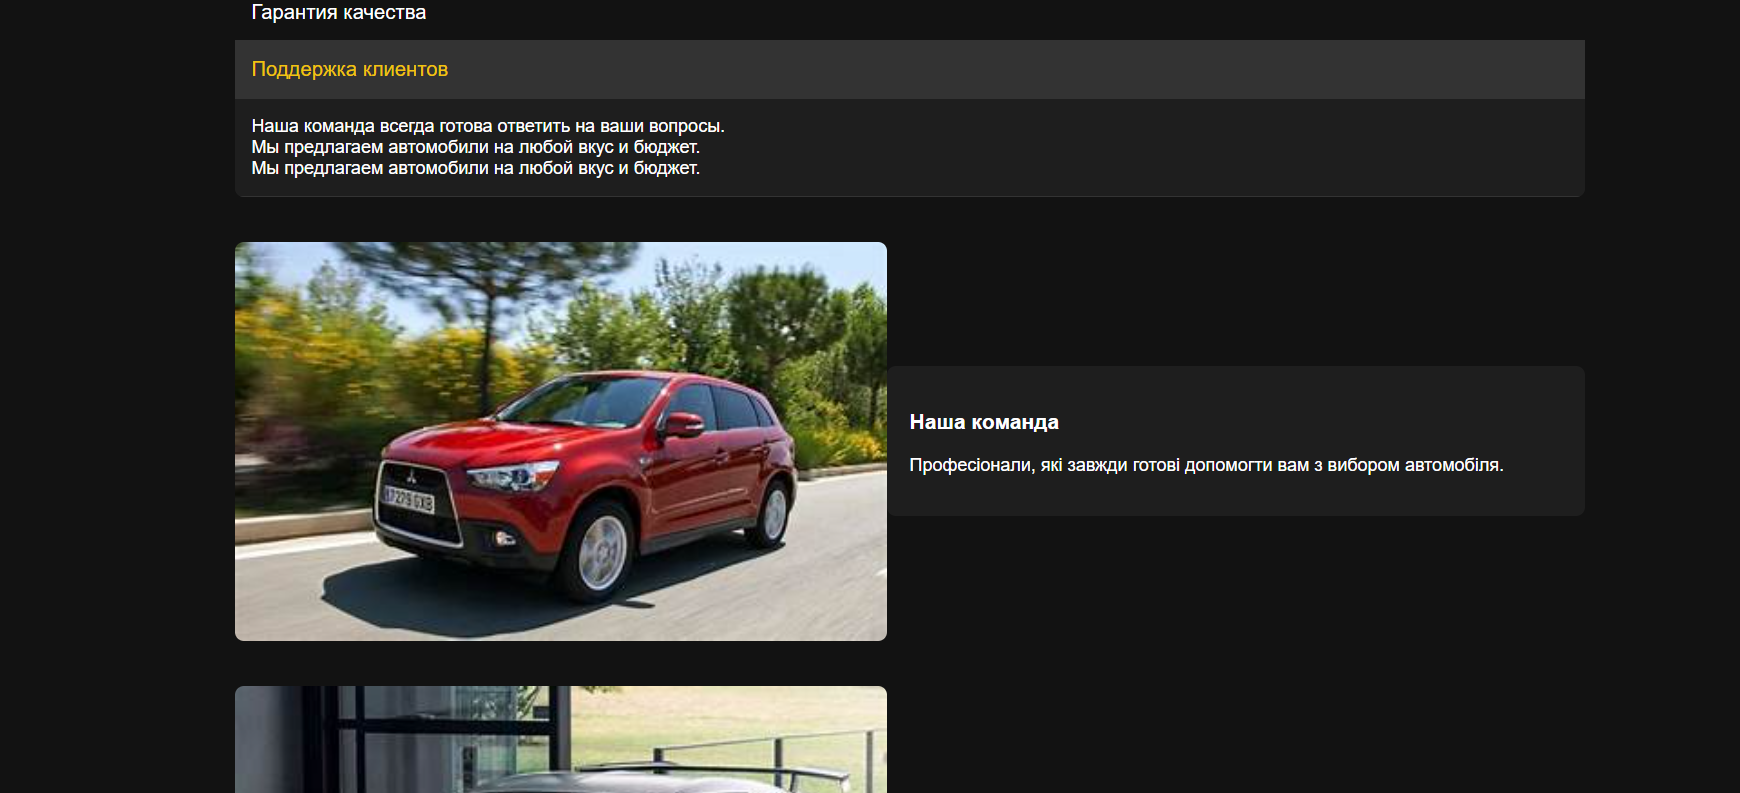 Гарантия качества
Поддержка клиентов
Наша команда всегда готова ответить на ваши вопросы.
Мы предлагаем автомобили на любой вкус и бюджет.
Мы предлагаем автомобили на любой вкус и бюджет.
7279 GXB
Наша команда
Професіонали, які завжди готові допомогти вам з вибором автомобіля.